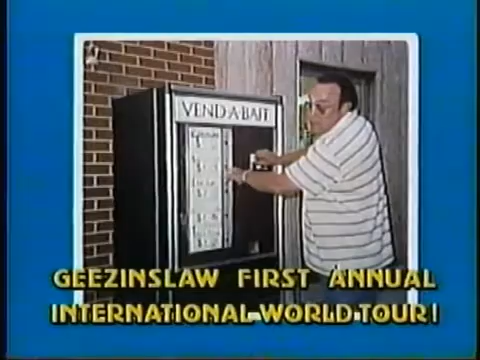 VEND-A-BAIT
GEEZINSLAW FIRST ANNUAL
INTERNATIONAL WORLD TOUR!